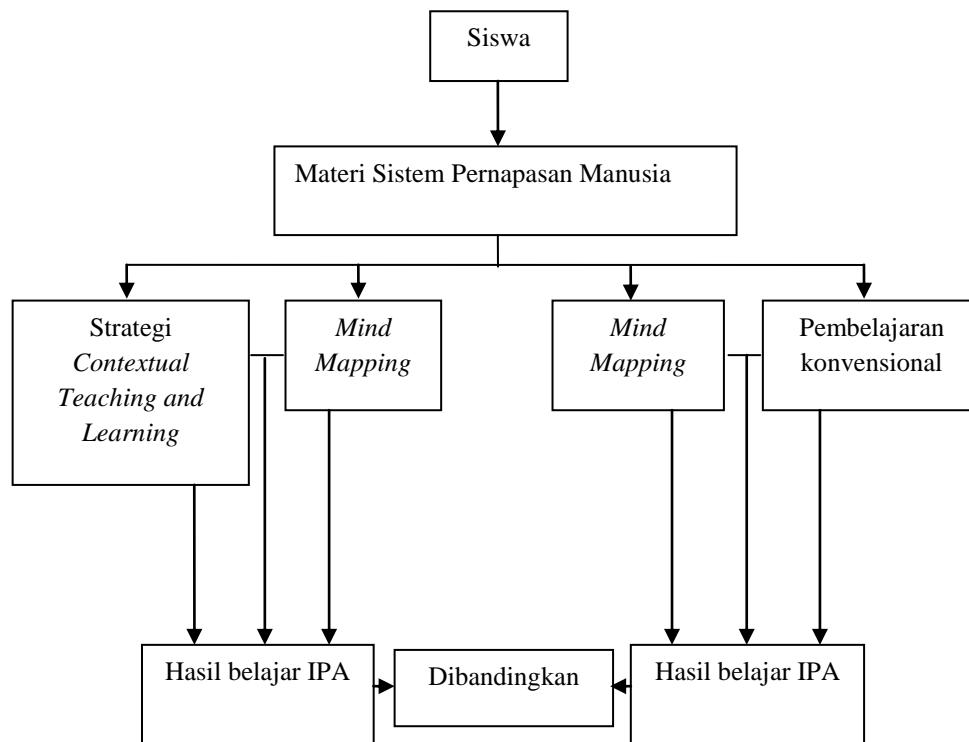 Siswa
Materi Sistem Pernapasan Manusia
Strategi
Contextual
Teaching and
Learning
Mind
Mapping
Mind
Mapping
Pembelajaran
konvensional
Hasil belajar IPA
Dibandingkan
Hasil belajar IPA